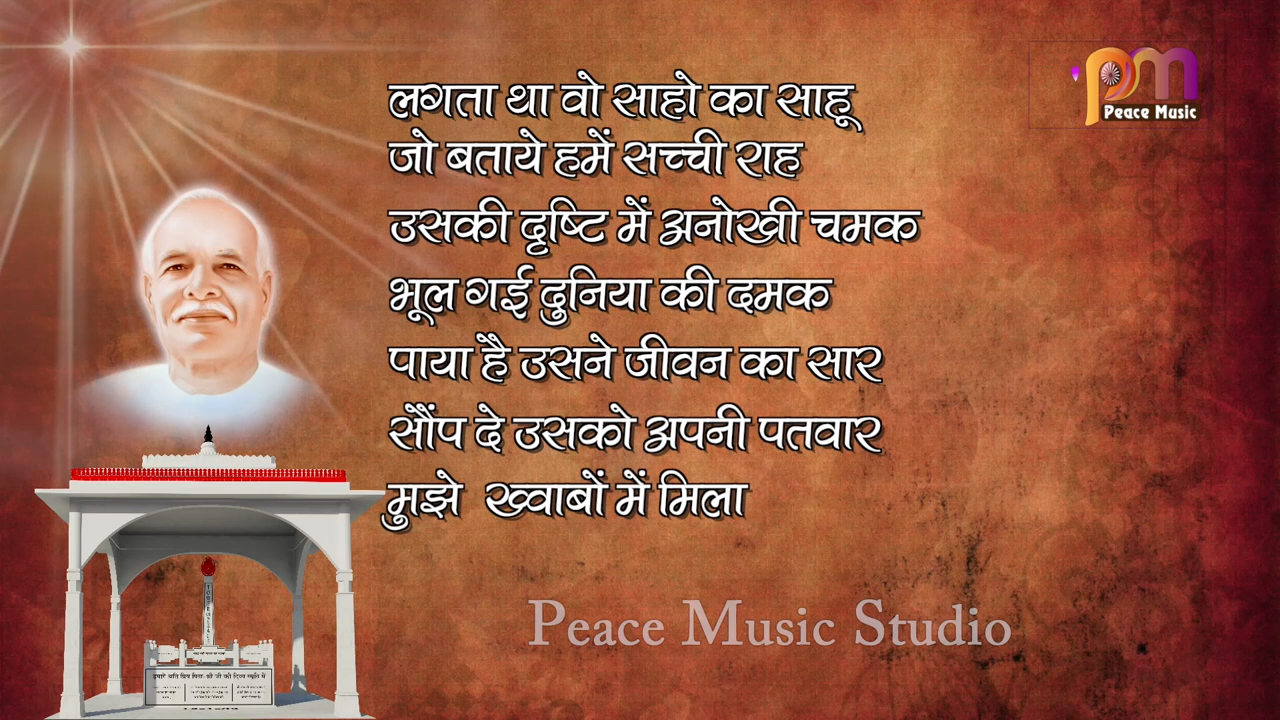 लगता था वो साहो का साहू
जो बताये हमें सच्ची राह
उसकी दृष्टि में अनोखी चमक
भूल गई दुनिया की दमक
पाया है उसने जीवन का सार
सौंप दे उसको अपनी पतवार
मुझे ख्वाबों में मिला
pm
Peace Music
Peace Music Studio